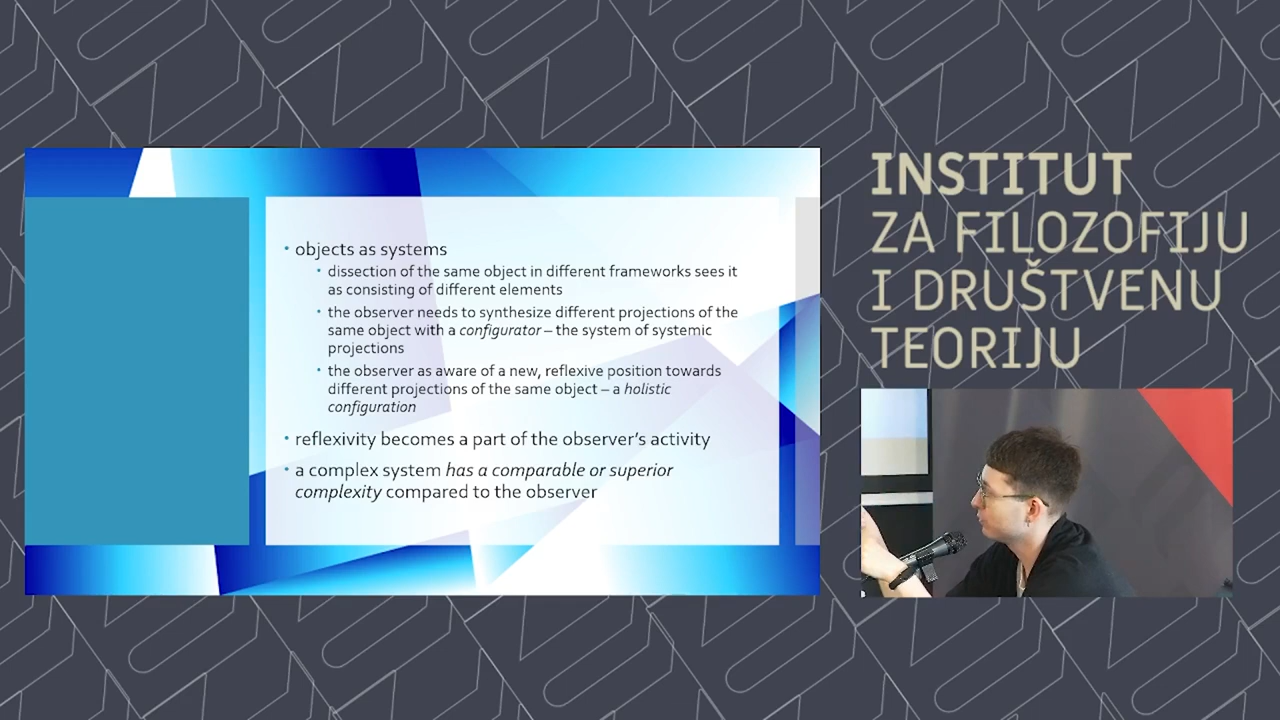 • objects as systems
• dissection of the same object in different frameworks sees it
as consisting of different elements
• the observer needs to synthesize different projections of the
same object with a configurator – the system of systemic
projections
• the observer as aware of a new, reflexive position towards
different projections of the same object – a holistic
configuration
• reflexivity becomes a part of the observer’s activity
• a complex system has a comparable or superior
complexity compared to the observer
INSTITUT
ZA FILOZOFIJU
I DRUŠTVENU
TEORIJU